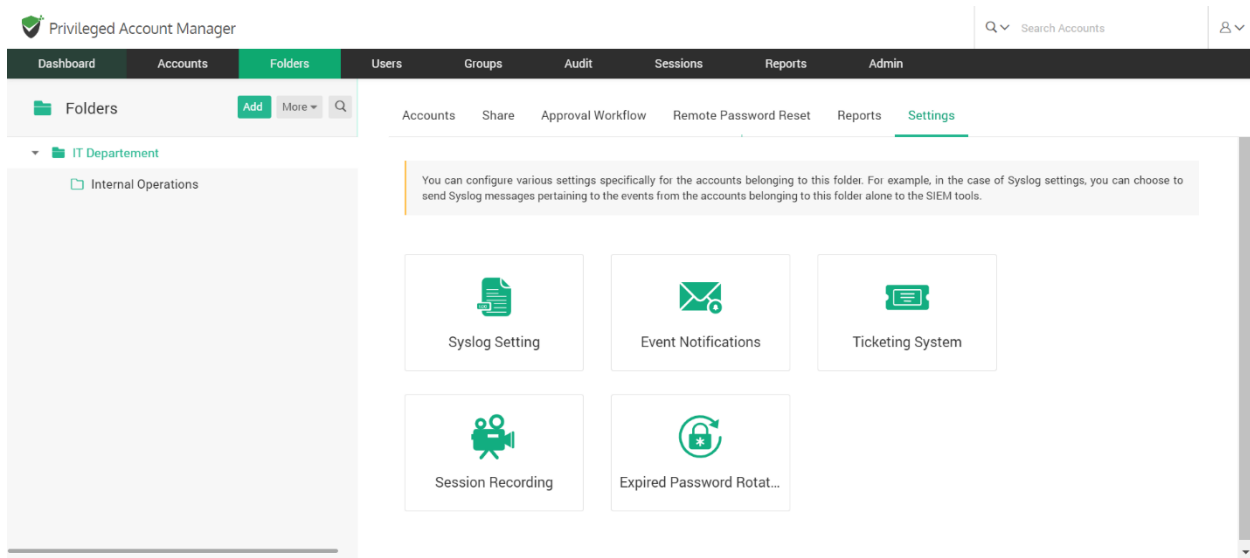 Privileged Account Manager
Search Accounts
Dashboard Accounts Folders Users Groups Audit Sessions Reports Admin
Folders Add More
Accounts Share Approval Workflow Remote Password Reset Reports Settings
IT Departement
Internal Operations
You can configure various settings specifically for the accounts belonging to this folder. For example, in the case of Syslog settings, you can choose to
send Syslog messages pertaining to the events from the accounts belonging to this folder alone to the SIEM tools.
Syslog Setting Event Notifications Ticketing System
Session Recording Expired Password Rotat...